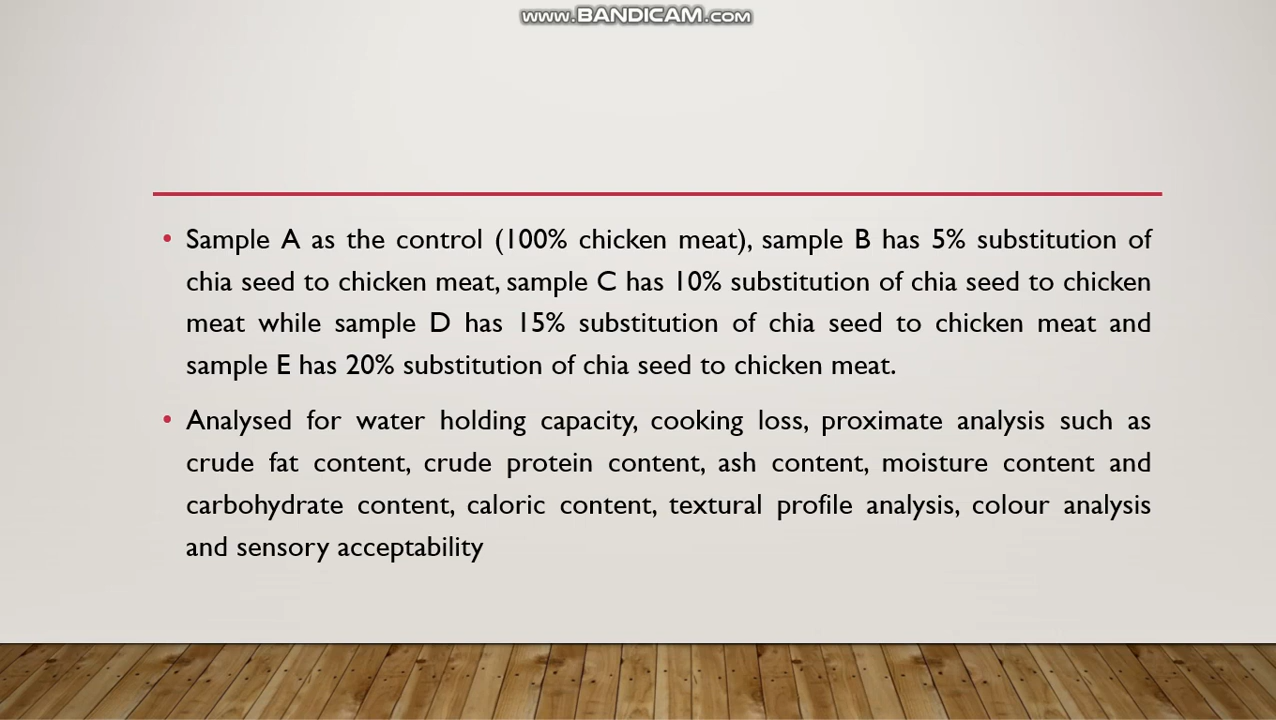 www.BANDICAM.com
• Sample A as the control (100% chicken meat), sample B has 5% substitution of
chia seed to chicken meat, sample C has 10% substitution of chia seed to chicken
meat while sample D has 15% substitution of chia seed to chicken meat and
sample E has 20% substitution of chia seed to chicken meat.
• Analysed for water holding capacity, cooking loss, proximate analysis such as
crude fat content, crude protein content, ash content, moisture content and
carbohydrate content, caloric content, textural profile analysis, colour analysis
and sensory acceptability